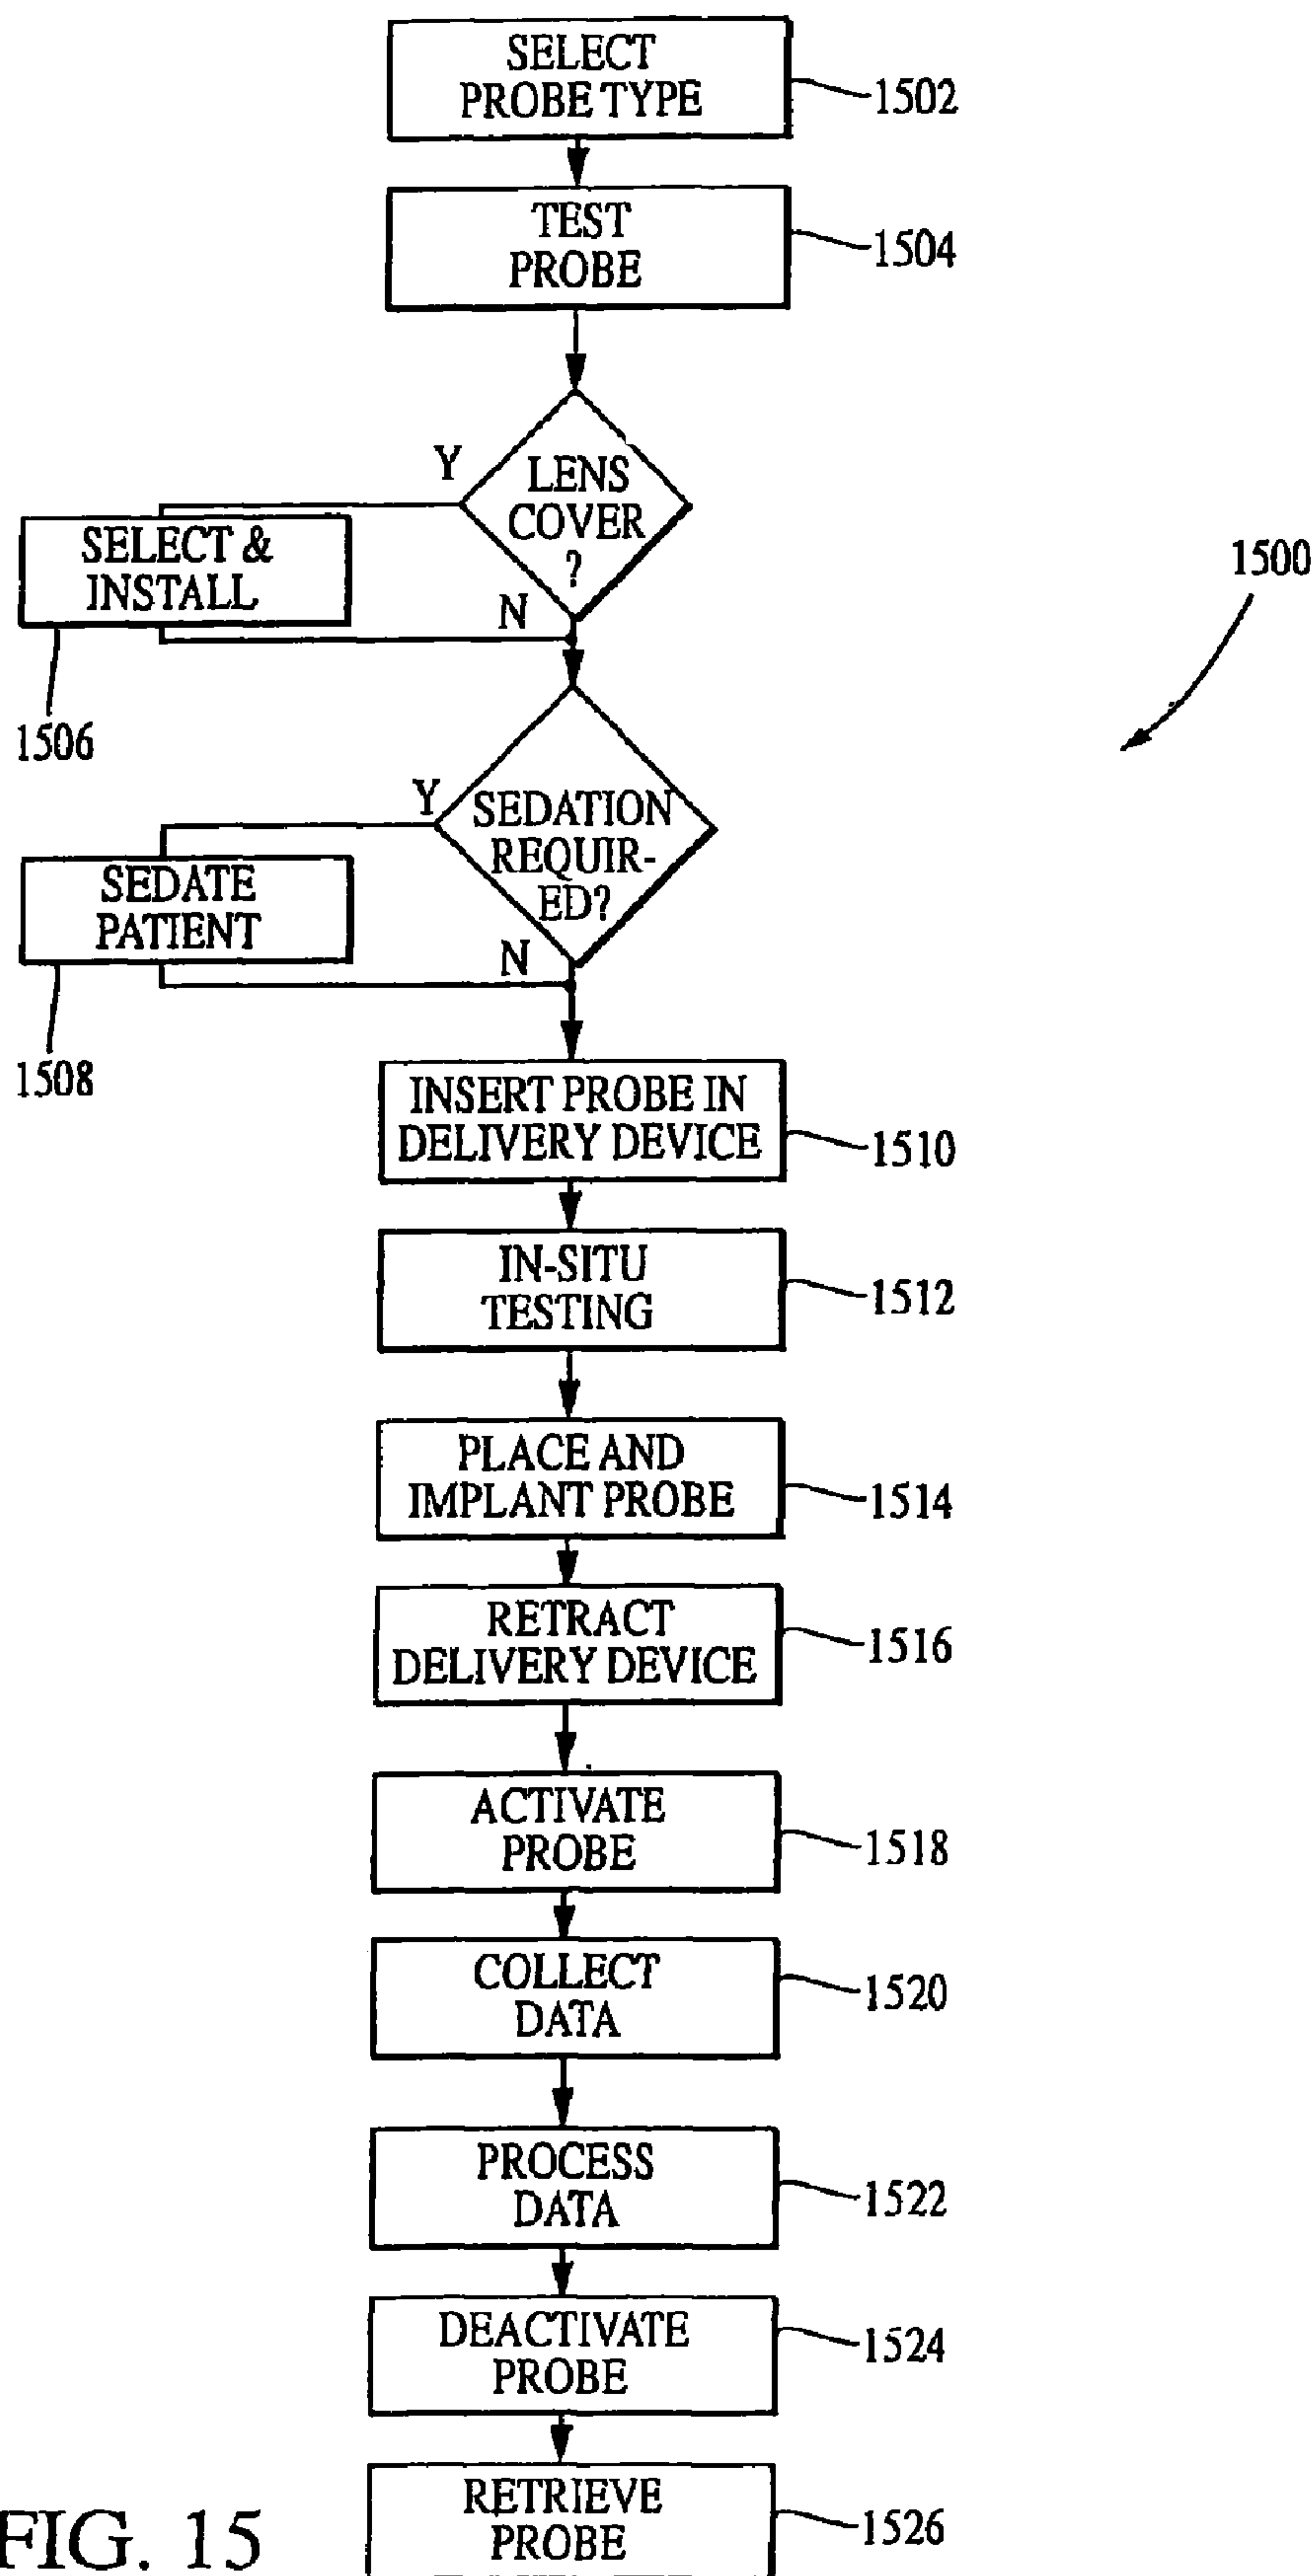 SELECT
PROBE TYPE
1502
TEST
PROBE
1504
Y
LENS
COVER
?
SELECT &
INSTALL
N
1500
1506
Y
SEDATION
REQUIR-
ED?
SEDATE
PATIENT
N
1508
INSERT PROBE IN
DELIVERY DEVICE
1510
IN-SITU
TESTING
1512
PLACE AND
IMPLANT PROBE
1514
RETRACT
DELIVERY DEVICE
1516
ACTIVATE
PROBE
1518
COLLECT
DATA
1520
PROCESS
DATA
1522
DEACTIVATE
PROBE
1524
RETRIEVE
PROBE
1526
FIG. 15